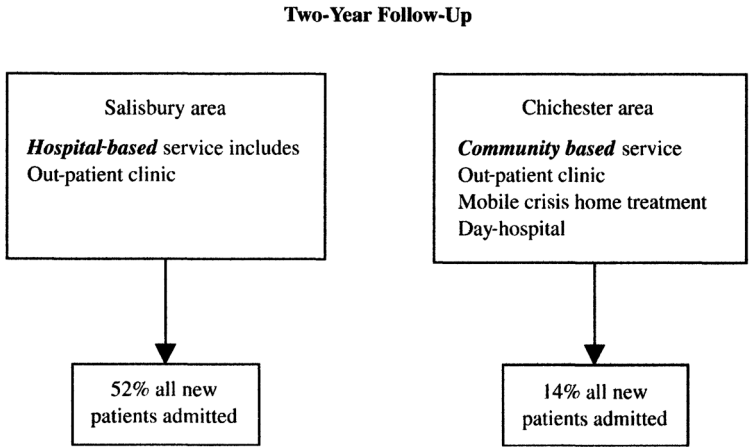 Two-Year Follow-Up
Salisbury area
Hospital-based service includes
Out-patient clinic
Chichester area
Community based service
Out-patient clinic
Mobile crisis home treatment
Day-hospital
52% all new
patients admitted
14% all new
patients admitted